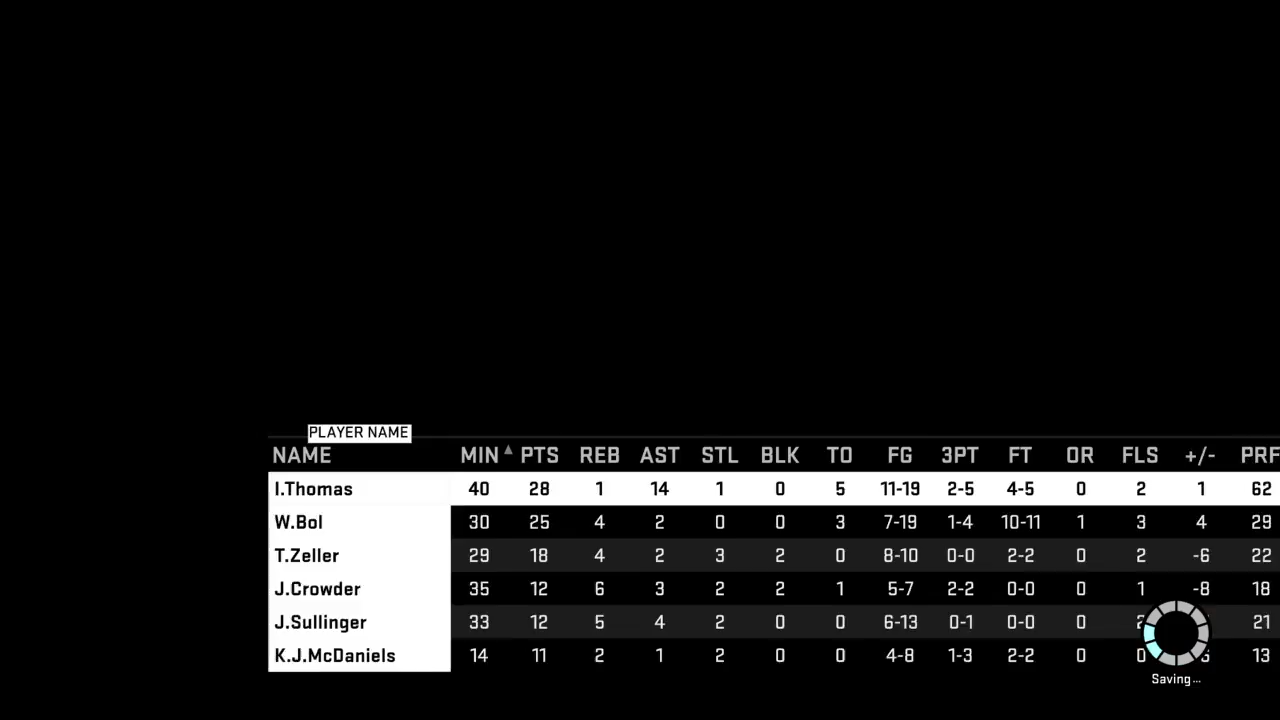 PLAYER NAME
NAME MIN PTS REB AST STL BLK TO FG 3PT FT OR FLS +/- PRF
I.Thomas 40 28 1 14 1 0 5 11-19 2-5 4-5 0 2 1 62
W.Bol 30 25 4 2 0 0 3 7-19 1-4 10-11 1 3 4 29
T.Zeller 29 18 4 2 3 2 0 8-10 0-0 2-2 0 2 -6 22
J.Crowder 35 12 6 3 2 2 1 5-7 2-2 0-0 0 1 -8 18
J.Sullinger 33 12 5 4 2 0 0 6-13 0-1 0-0 0 21
K.J.McDaniels 14 11 2 1 2 0 0 4-8 1-3 2-2 0 0 13
Saving...